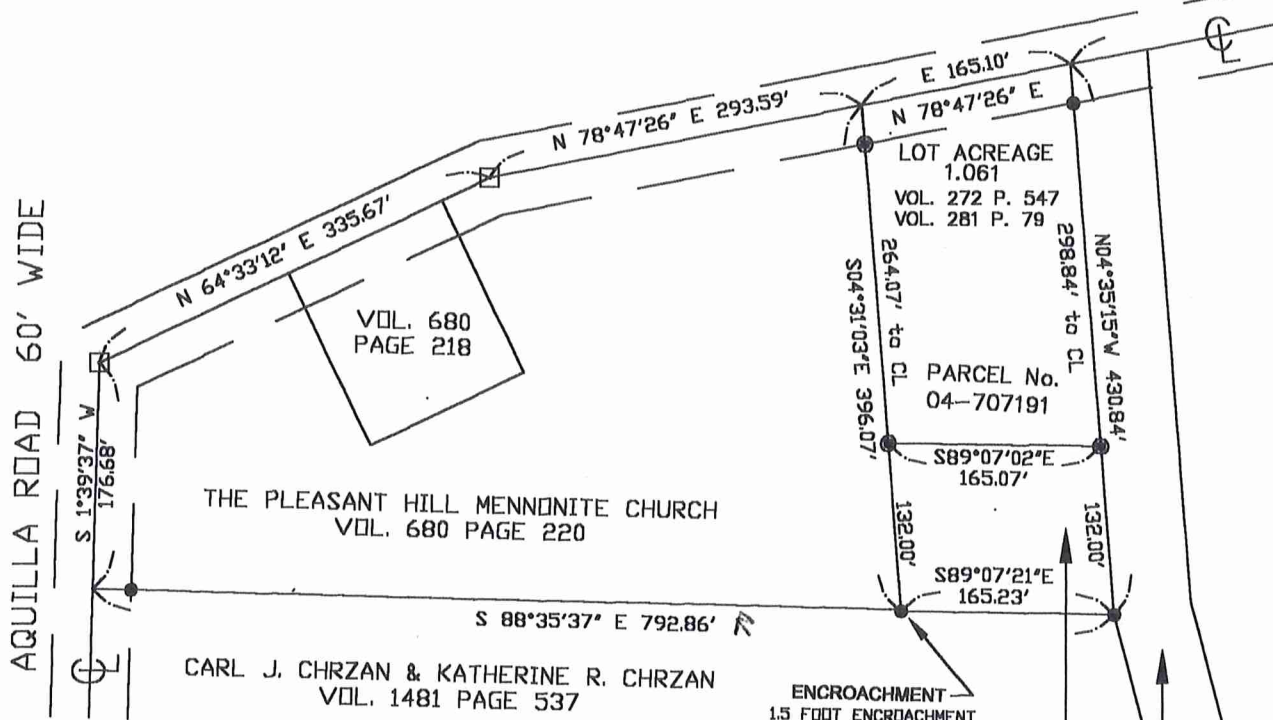 E 165.10'
N 78°47'26" E 293.59'
N 78°47'26" E
LOT ACREAGE
1.061
VOL. 272 P. 547
VOL. 281 P. 79
N 64°33'12" E 335.67'
AQUILLA ROAD 60' WIDE
VOL. 680
PAGE 218
S04°31'03"E 396.07'
264.07' to CL
298.84' to CL
N04°35'15"W 430.84'
PARCEL No.
04-707191
S 1°39'37" W
176.68'
S89°07'02"E
165.07'
THE PLEASANT HILL MENNONITE CHURCH
VOL. 680 PAGE 220
132.00'
132.00'
S89°07'21"E
165.23'
S 88°35'37" E 792.86'
CARL J. CHRZAN & KATHERINE R. CHRZAN
VOL. 1481 PAGE 537
ENCROACHMENT
1.5 FOOT ENCROACHMENT